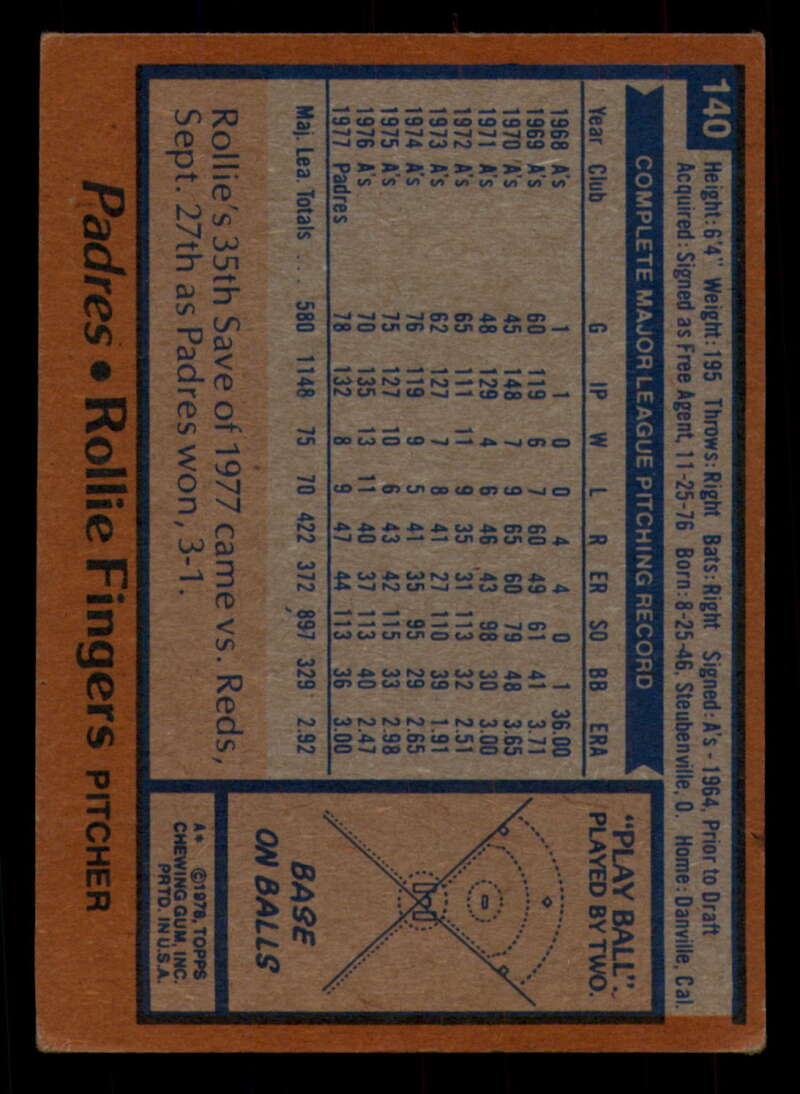 140
Height: 6'4" Weight: 195 Throws: Right Bats: Right Signed: A's - 1964, Prior to Draft
Acquired: Signed as Free Agent, 11-25-76 Born: 8-25-46, Steubenville, O. Home: Danville, Cal.
COMPLETE MAJOR LEAGUE PITCHING RECORD
Year Club G IP W L R ER SO BB ERA
1968 A's 1 1 0 0 4 4 0 1 36.00
1969 A's 60 119 6 7 60 49 61 41 3.71
1970 A's 45 148 7 9 65 60 79 48 3.65
1971 A's 48 129 4 6 46 43 98 30 3.00
1972 A's 65 111 11 9 35 31 113 32 2.51
1973 A's 62 127 7 8 41 27 110 39 1.91
1974 A's 76 119 9 5 41 35 95 29 2.65
1975 A's 75 127 10 6 43 42 115 33 2.98
1976 A's 70 135 13 11 40 37 113 40 2.47
1977 Padres 78 132 8 9 47 44 113 36 3.00
Maj. Lea. Totals ... 580 1148 75 70 422 372 897 329 2.92
Rollie's 35th Save of 1977 came vs. Reds,
Sept. 27th as Padres won, 3-1.
"PLAY BALL"
PLAYED BY TWO.
BASE
ON BALLS
A* ©1978, TOPPS
CHEWING GUM, INC.
PRTD. IN U.S.A.
Padres • Rollie Fingers PITCHER